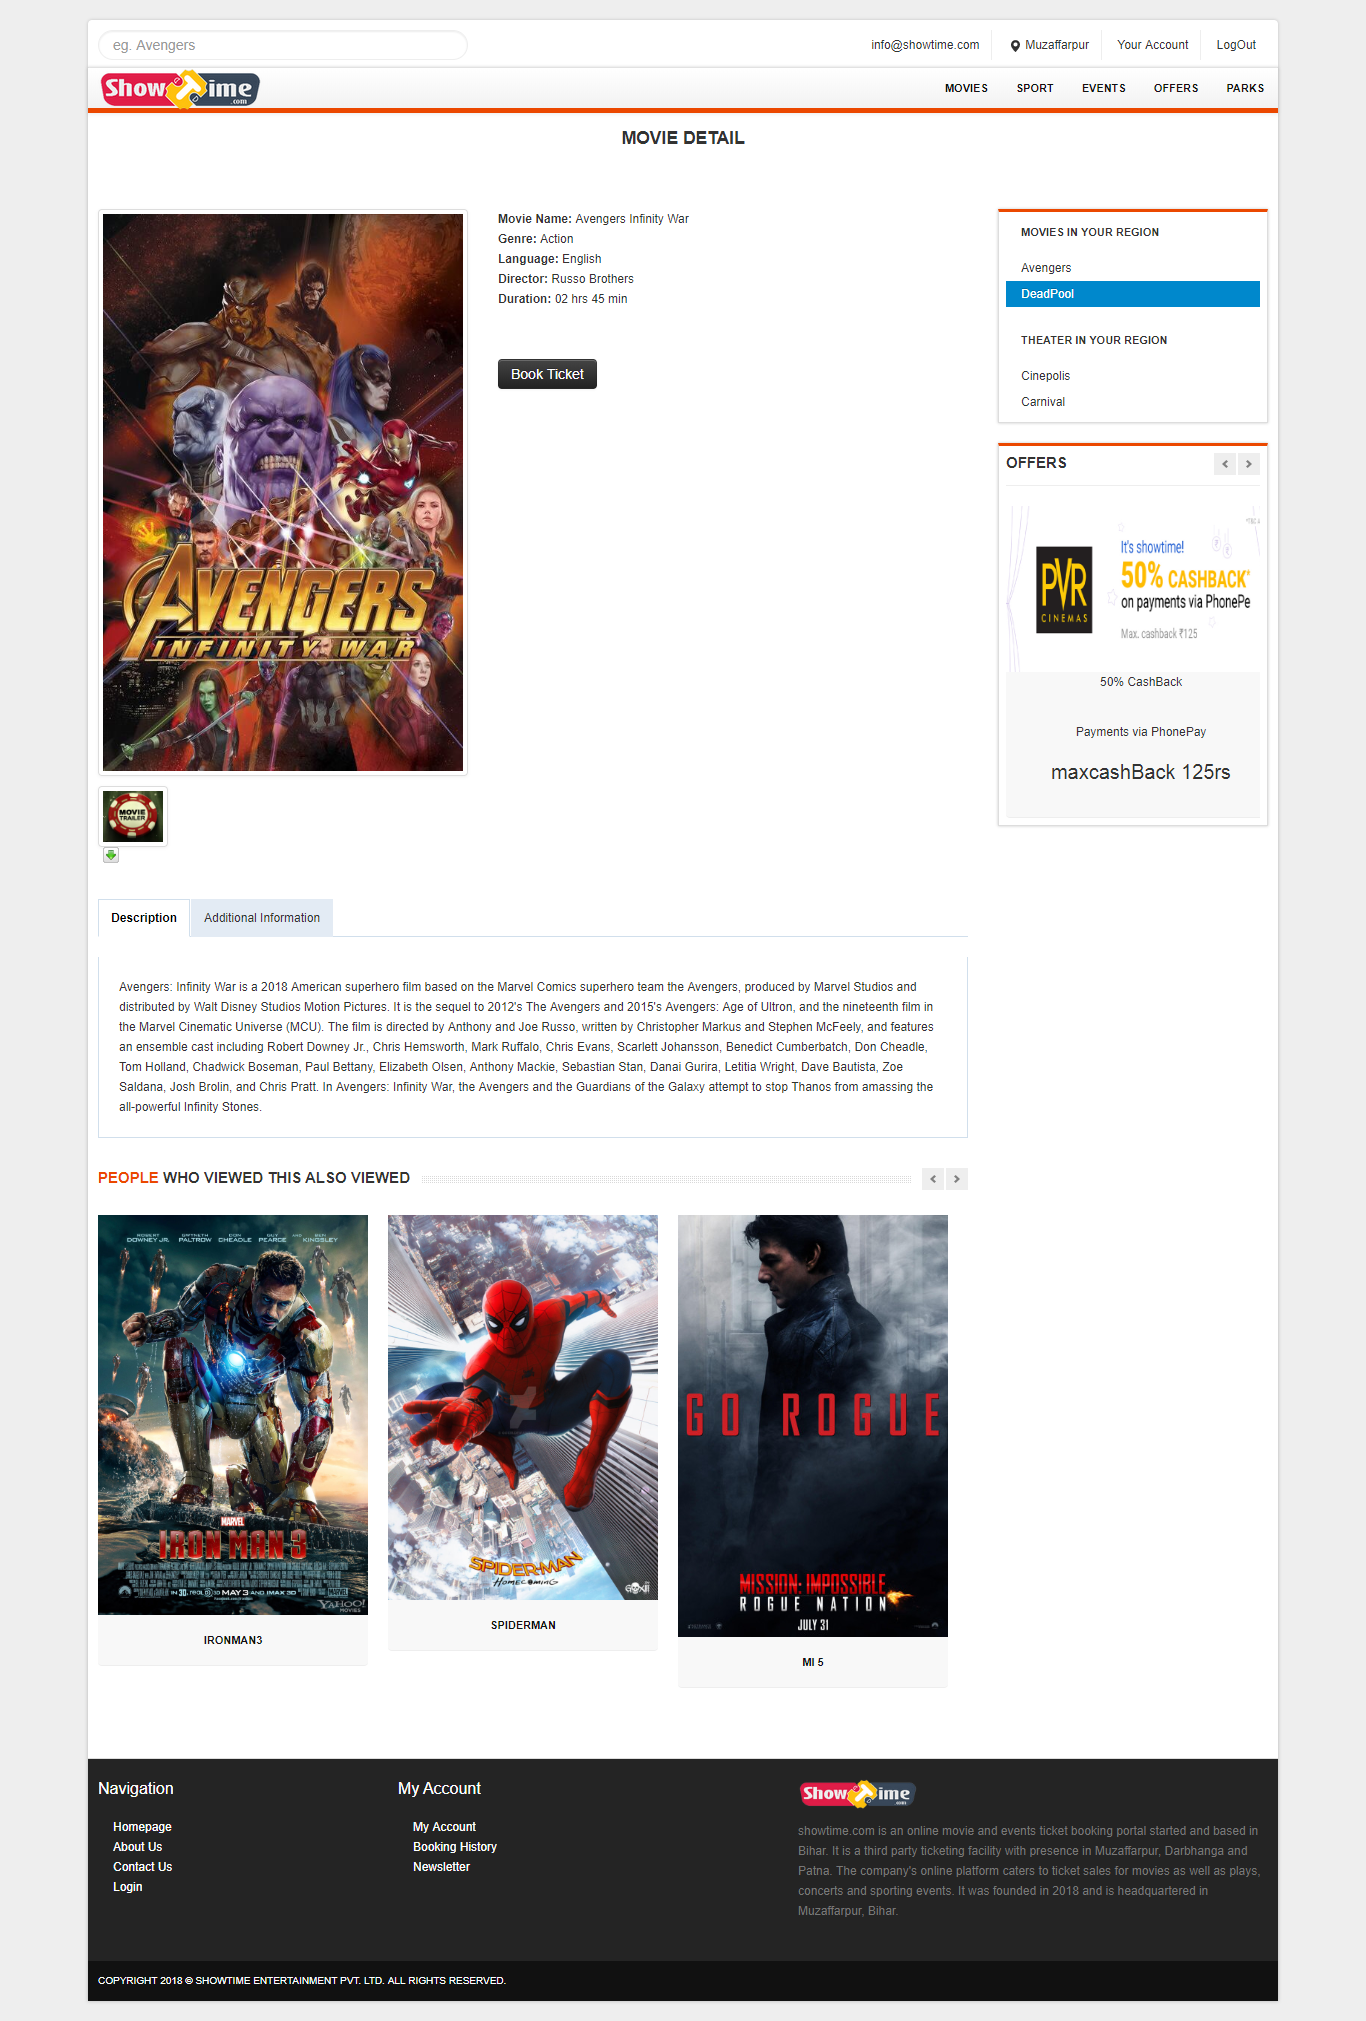 eg. Avengers
info@showtime.com
Muzaffarpur
Your Account
LogOut
Show Time
.com
MOVIES
SPORT
EVENTS
OFFERS
PARKS
MOVIE DETAIL
Movie Name: Avengers Infinity War
Genre: Action
Language: English
Director: Russo Brothers
Duration: 02 hrs 45 min
Book Ticket
AVENGERS
INFINITY WAR
MOVIE
TRAILER
MOVIES IN YOUR REGION
Avengers
DeadPool
THEATER IN YOUR REGION
Cinepolis
Carnival
OFFERS
PVR
CINEMAS
It's showtime!
50% CASHBACK*
on payments via PhonePe
Max. cashback ₹125
50% CashBack
Payments via PhonePay
maxcashBack 125rs
Description
Additional Information
Avengers: Infinity War is a 2018 American superhero film based on the Marvel Comics superhero team the Avengers, produced by Marvel Studios and
distributed by Walt Disney Studios Motion Pictures. It is the sequel to 2012's The Avengers and 2015's Avengers: Age of Ultron, and the nineteenth film in
the Marvel Cinematic Universe (MCU). The film is directed by Anthony and Joe Russo, written by Christopher Markus and Stephen McFeely, and features
an ensemble cast including Robert Downey Jr., Chris Hemsworth, Mark Ruffalo, Chris Evans, Scarlett Johansson, Benedict Cumberbatch, Don Cheadle,
Tom Holland, Chadwick Boseman, Paul Bettany, Elizabeth Olsen, Anthony Mackie, Sebastian Stan, Danai Gurira, Letitia Wright, Dave Bautista, Zoe
Saldana, Josh Brolin, and Chris Pratt. In Avengers: Infinity War, the Avengers and the Guardians of the Galaxy attempt to stop Thanos from amassing the
all-powerful Infinity Stones.
PEOPLE WHO VIEWED THIS ALSO VIEWED
ROBERT DOWNEY JR. GWYNETH PALTROW DON CHEADLE GUY PEARCE AND BEN KINGSLEY
MARVEL
IRON MAN 3
IN 3D, REALD 3D MAY 3 AND IMAX 3D
YAHOO!
MOVIES
IRONMAN3
SPIDER-MAN
HOMECOMING
SPIDERMAN
GO ROGUE
MISSION: IMPOSSIBLE
ROGUE NATION
JULY 31
MI 5
Navigation
Homepage
About Us
Contact Us
Login
My Account
My Account
Booking History
Newsletter
Show Time
.com
showtime.com is an online movie and events ticket booking portal started and based in
Bihar. It is a third party ticketing facility with presence in Muzaffarpur, Darbhanga and
Patna. The company's online platform caters to ticket sales for movies as well as plays,
concerts and sporting events. It was founded in 2018 and is headquartered in
Muzaffarpur, Bihar.
COPYRIGHT 2018 © SHOWTIME ENTERTAINMENT PVT. LTD. ALL RIGHTS RESERVED.